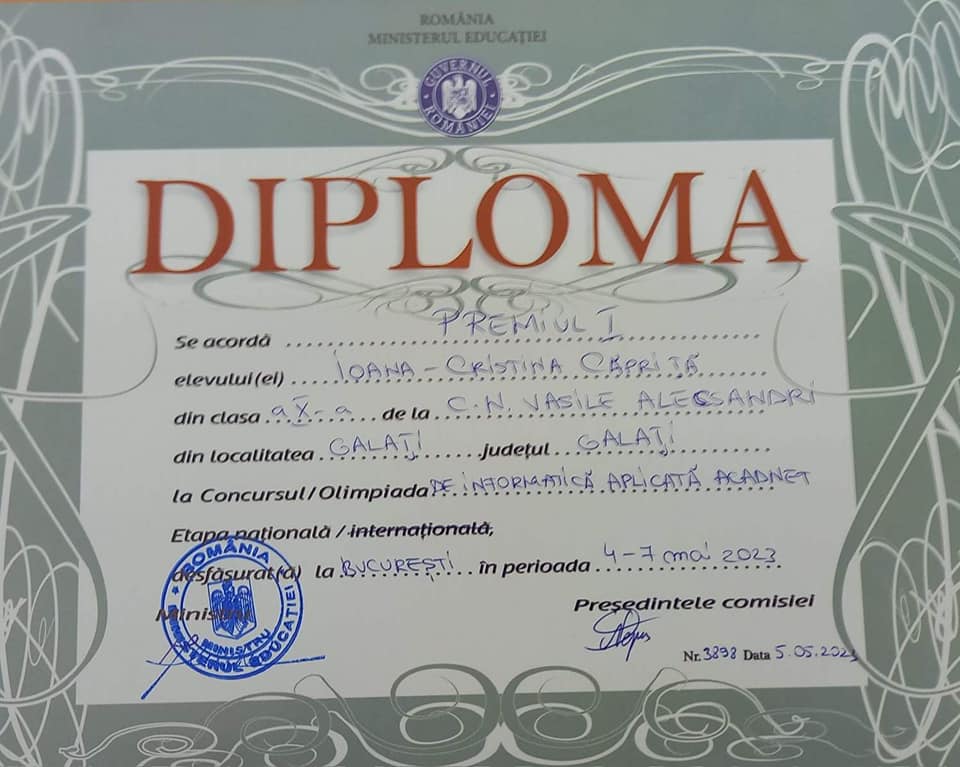 ROMÂNIA
MINISTERUL EDUCAȚIEI
GUVERNUL ROMÂNIEI
DIPLOMA
Se acordă PREMIUL I
elevului(ei) IOANA-CRISTINA CĂPRIȚĂ
din clasa a X-a de la C.N. VASILE ALECSANDRI
din localitatea GALAȚI județul GALAȚI
la Concursul/Olimpiada DE INFORMATICĂ APLICATĂ ACADNET
Etapa națională / internațională,
desfășurat(ă) la BUCUREȘTI în perioada 4-7 mai 2023
Ministru Președintele comisiei
ROMÂNIA
MINISTRU
MINISTERUL EDUCAȚIEI
Nr. 3898 Data 5.05.2023